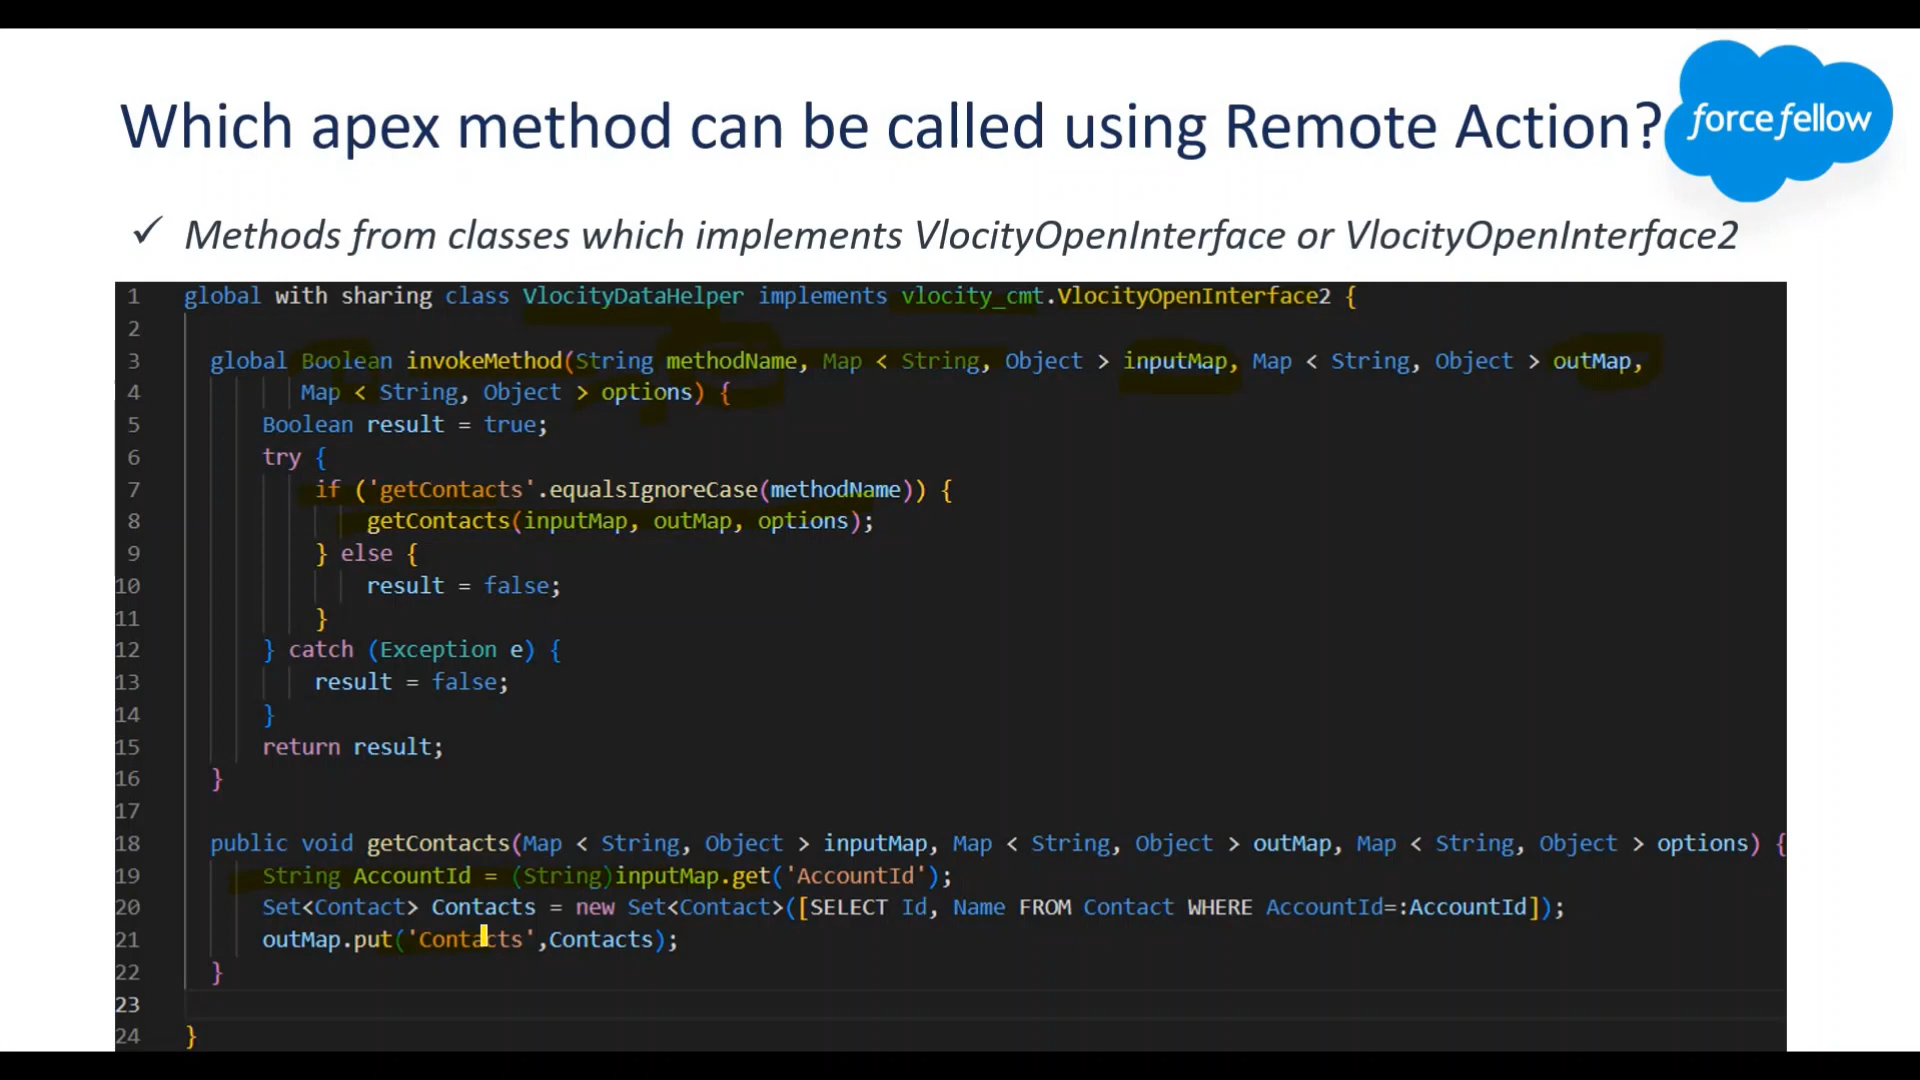 Which apex method can be called using Remote Action?
force fellow
✓ Methods from classes which implements VlocityOpenInterface or VlocityOpenInterface2
1 global with sharing class VlocityDataHelper implements vlocity_cmt.VlocityOpenInterface2 {
2
3 global Boolean invokeMethod(String methodName, Map < String, Object > inputMap, Map < String, Object > outMap,
4 Map < String, Object > options) {
5 Boolean result = true;
6 try {
7 if ('getContacts'.equalsIgnoreCase(methodName)) {
8 getContacts(inputMap, outMap, options);
9 } else {
10 result = false;
11 }
12 } catch (Exception e) {
13 result = false;
14 }
15 return result;
16 }
17
18 public void getContacts(Map < String, Object > inputMap, Map < String, Object > outMap, Map < String, Object > options) {
19 String AccountId = (String)inputMap.get('AccountId');
20 Set<Contact> Contacts = new Set<Contact>([SELECT Id, Name FROM Contact WHERE AccountId=:AccountId]);
21 outMap.put('Contacts',Contacts);
22 }
23
24 }